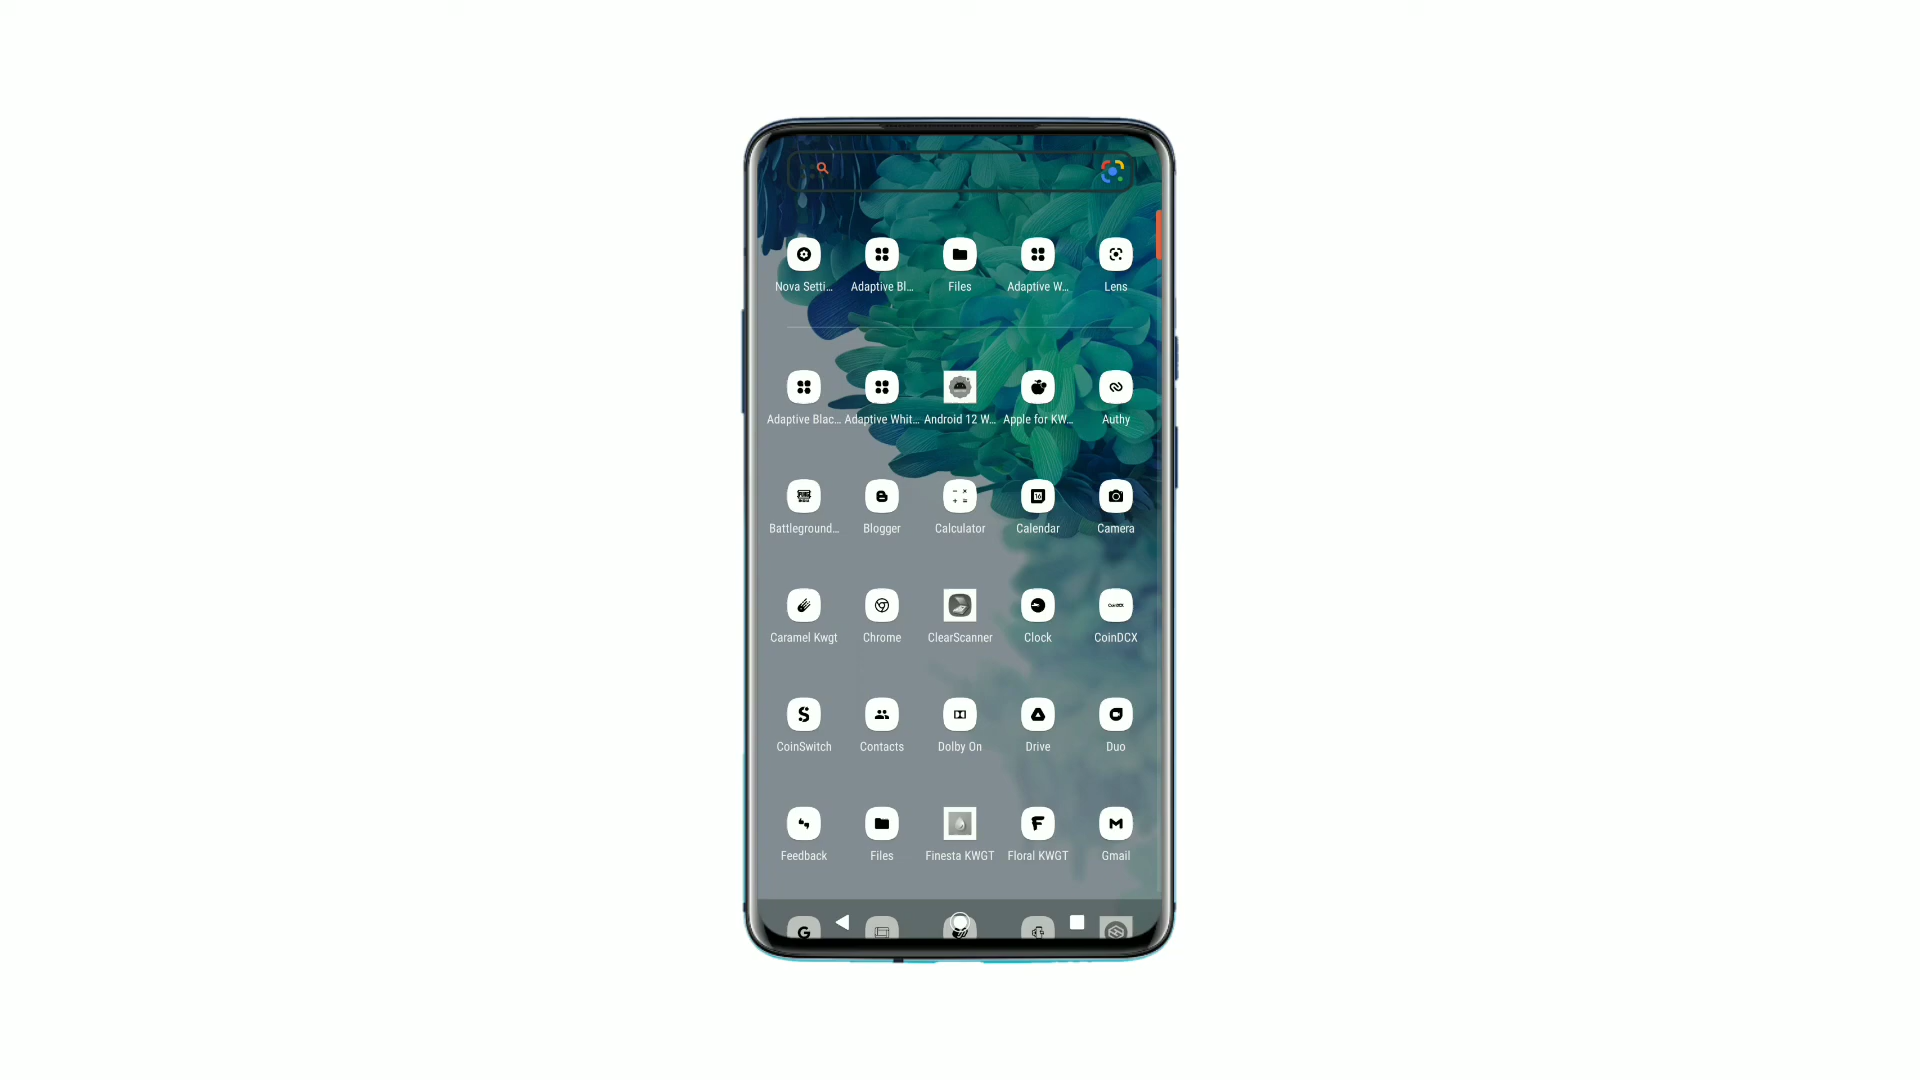 Nova Setti...
Adaptive Bl...
Files
Adaptive W...
Lens
Adaptive Blac...
Adaptive Whit...
Android 12 W...
Apple for KW...
Authy
Battleground...
Blogger
Calculator
Calendar
Camera
Caramel Kwgt
Chrome
ClearScanner
Clock
CoinDCX
CoinSwitch
Contacts
Dolby On
Drive
Duo
Feedback
Files
Finesta KWGT
Floral KWGT
Gmail